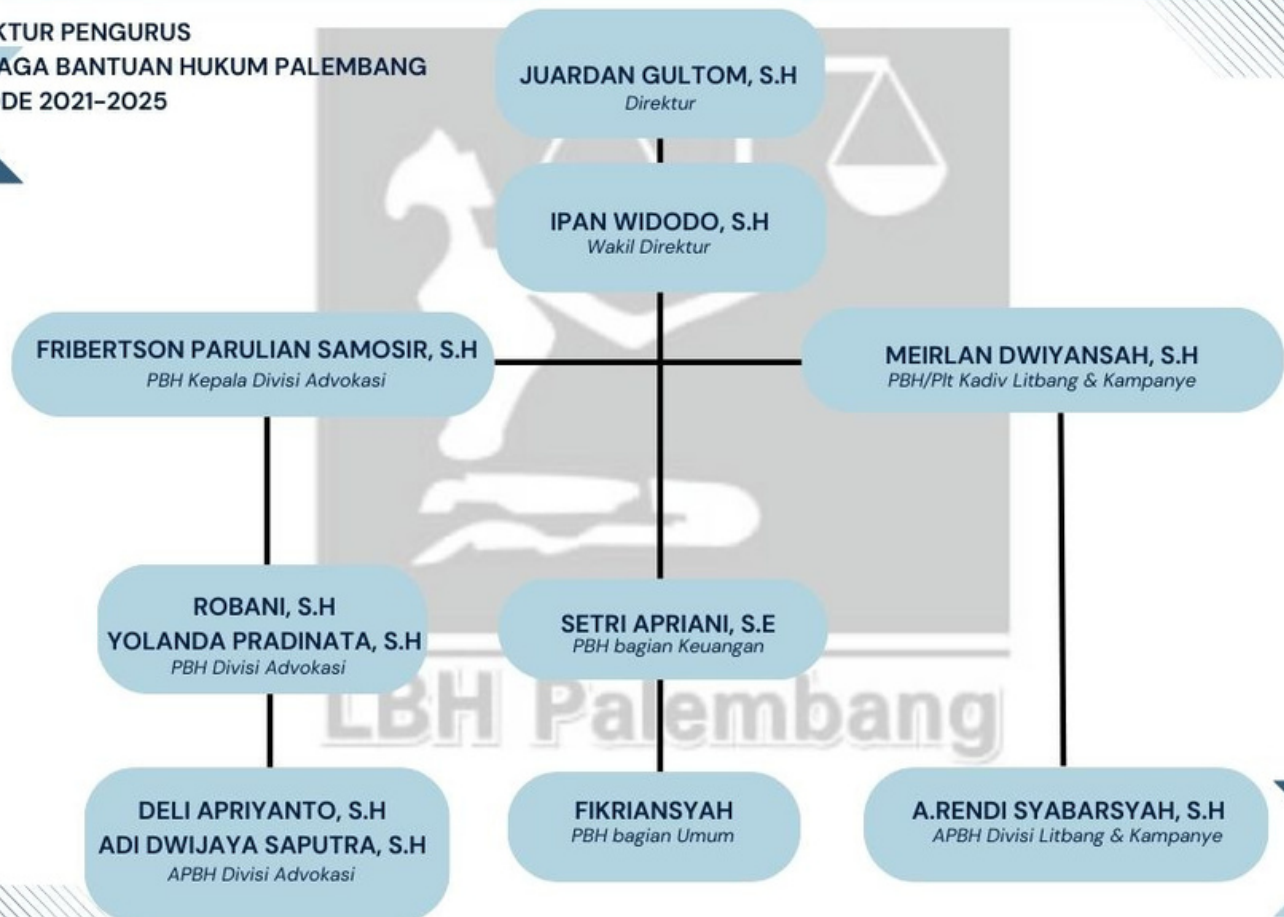 KTUR PENGURUS
AGA BANTUAN HUKUM PALEMBANG
DE 2021-2025
JUARDAN GULTOM, S.H
Direktur
IPAN WIDODO, S.H
Wakil Direktur
FRIBERTSON PARULIAN SAMOSIR, S.H
PBH Kepala Divisi Advokasi
MEIRLAN DWIYANSAH, S.H
PBH/Plt Kadiv Litbang & Kampanye
ROBANI, S.H
YOLANDA PRADINATA, S.H
PBH Divisi Advokasi
SETRI APRIANI, S.E
PBH bagian Keuangan
LBH Palembang
DELI APRIYANTO, S.H
ADI DWIJAYA SAPUTRA, S.H
APBH Divisi Advokasi
FIKRIANSYAH
PBH bagian Umum
A.RENDI SYABARSYAH, S.H
APBH Divisi Litbang & Kampanye